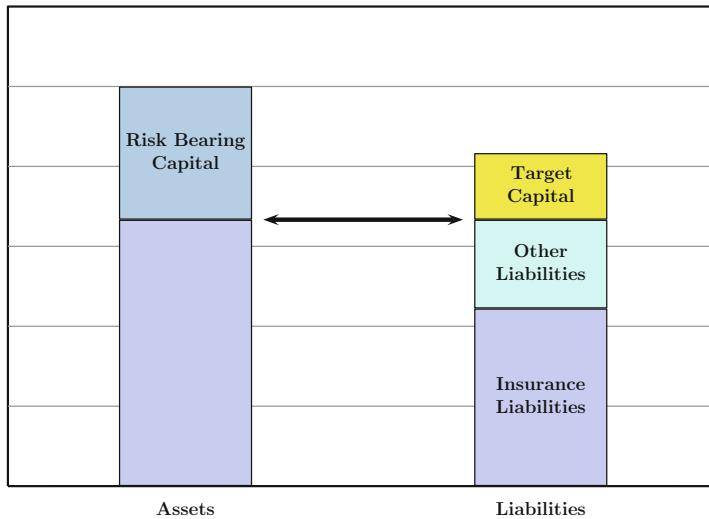 Risk Bearing
Capital
Target
Capital
Other
Liabilities
Insurance
Liabilities
Assets
Liabilities